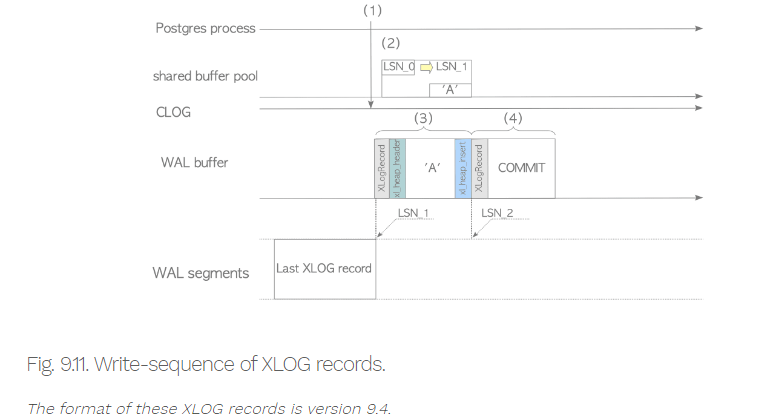 (1)
Postgres process
(2)
LSN_0 LSN_1
shared buffer pool
'A'
CLOG
(3) (4)
WAL buffer
XLogRecord
xl_heap_header
'A'
xl_heap_insert
XLogRecord
COMMIT
LSN_1 LSN_2
WAL segments
Last XLOG record
Fig. 9.11. Write-sequence of XLOG records.
The format of these XLOG records is version 9.4.